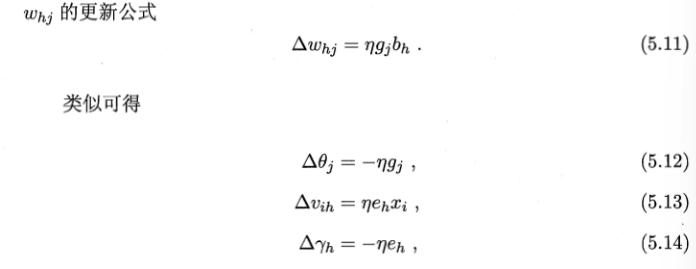 w_{hj} 的更新公式
Δw_{hj} = ηg_j b_h . (5.11)
类似可得
Δθ_j = −ηg_j , (5.12)
Δv_{ih} = ηe_h x_i , (5.13)
Δγ_h = −ηe_h , (5.14)